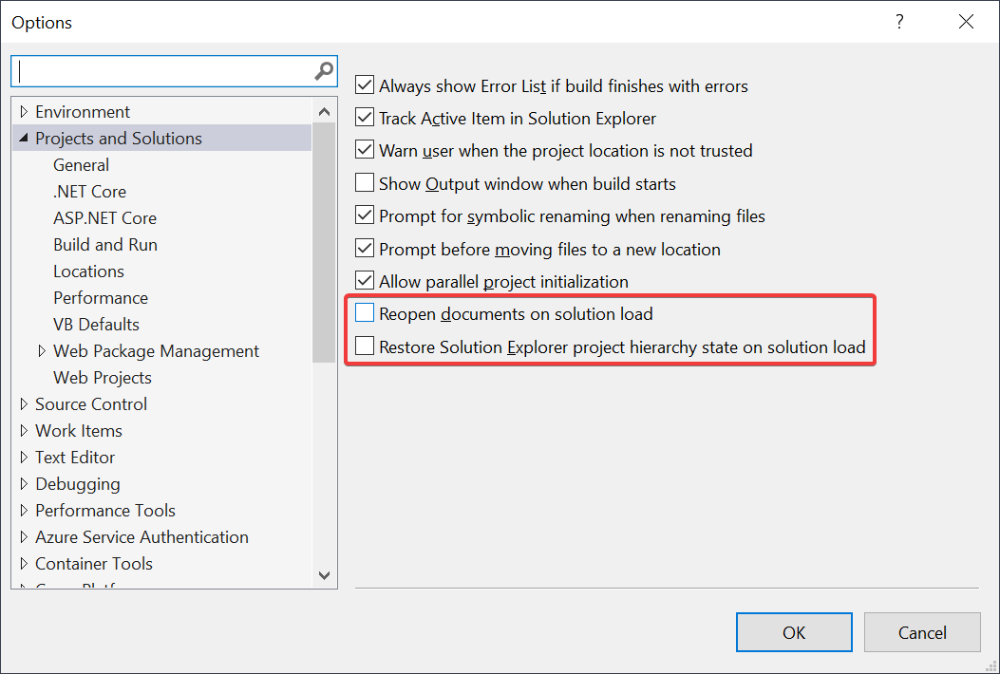 Options
?
Environment
Projects and Solutions
General
.NET Core
ASP.NET Core
Build and Run
Locations
Performance
VB Defaults
Web Package Management
Web Projects
Source Control
Work Items
Text Editor
Debugging
Performance Tools
Azure Service Authentication
Container Tools
Always show Error List if build finishes with errors
Track Active Item in Solution Explorer
Warn user when the project location is not trusted
Show Output window when build starts
Prompt for symbolic renaming when renaming files
Prompt before moving files to a new location
Allow parallel project initialization
Reopen documents on solution load
Restore Solution Explorer project hierarchy state on solution load
OK
Cancel